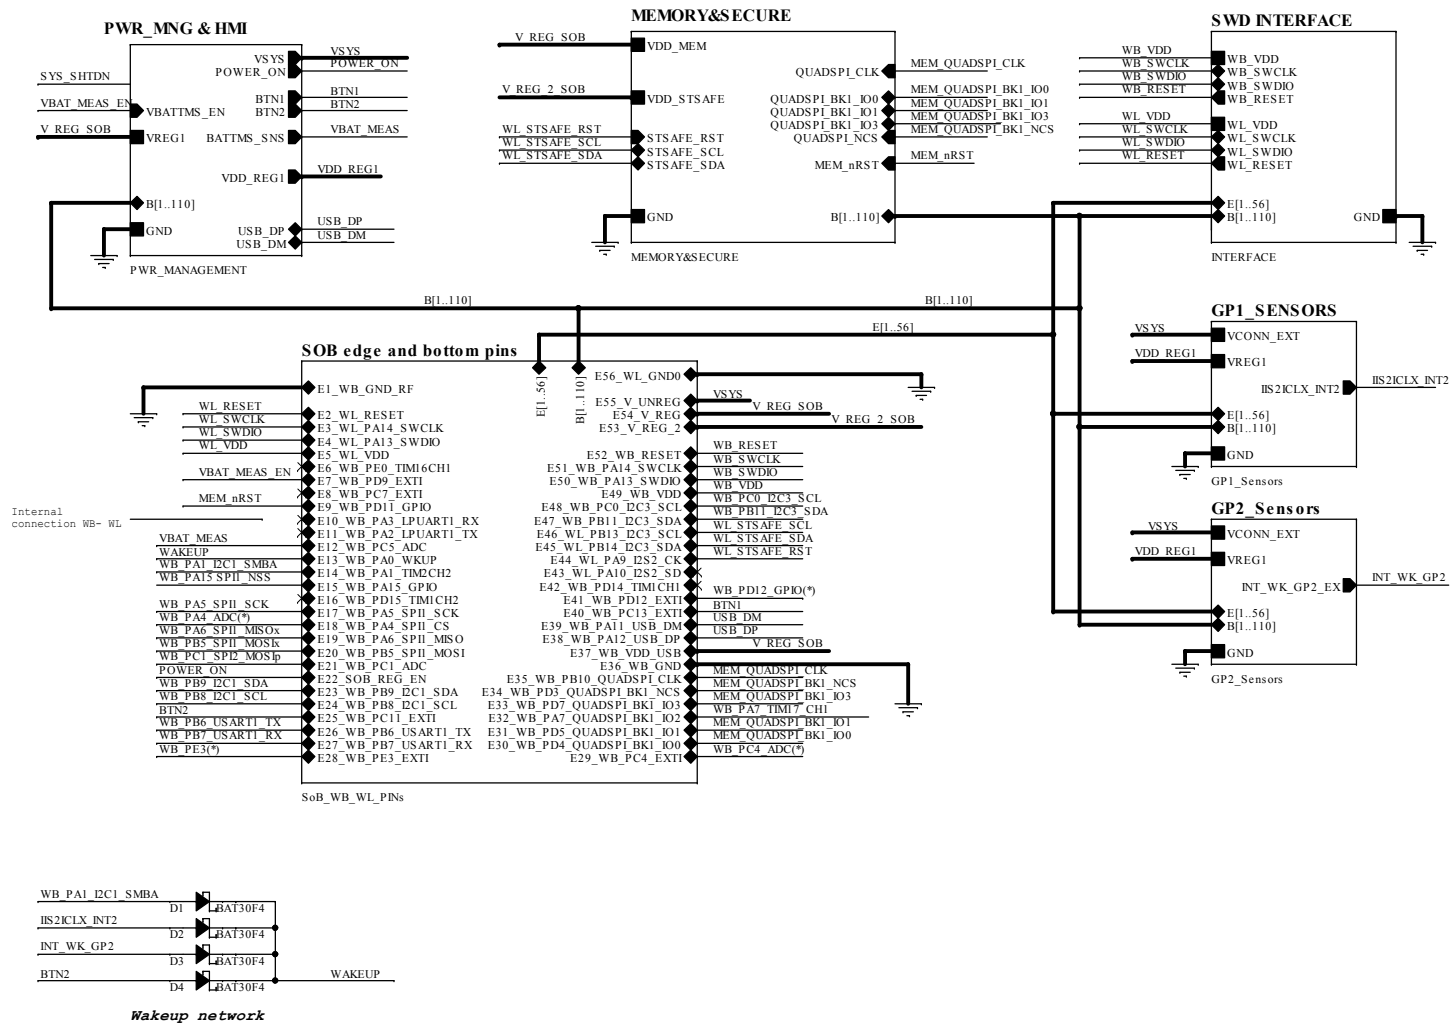 PWR_MNG & HMI
VSYS
VSYS
POWER_ON
POWER_ON
SYS_SHTDN
BTN1
BTN1
BTN2
BTN2
VBAT_MEAS_EN
VBATTMS_EN
V_REG_SOB
VREG1
BATTMS_SNS
VBAT_MEAS
VDD_REG1
VDD_REG1
B[1..110]
GND
USB_DP
USB_DP
USB_DM
USB_DM
PWR_MANAGEMENT
MEMORY&SECURE
V_REG_SOB
VDD_MEM
QUADSPI_CLK
MEM_QUADSPI_CLK
V_REG_2_SOB
VDD_STSAFE
QUADSPI_BK1_IO0
MEM_QUADSPI_BK1_IO0
QUADSPI_BK1_IO1
MEM_QUADSPI_BK1_IO1
QUADSPI_BK1_IO3
MEM_QUADSPI_BK1_IO3
QUADSPI_NCS
MEM_QUADSPI_BK1_NCS
WL_STSAFE_RST
STSAFE_RST
WL_STSAFE_SCL
STSAFE_SCL
WL_STSAFE_SDA
STSAFE_SDA
MEM_nRST
MEM_nRST
GND
B[1..110]
MEMORY&SECURE
SWD INTERFACE
WB_VDD
WB_VDD
WB_SWCLK
WB_SWCLK
WB_SWDIO
WB_SWDIO
WB_RESET
WB_RESET
WL_VDD
WL_VDD
WL_SWCLK
WL_SWCLK
WL_SWDIO
WL_SWDIO
WL_RESET
WL_RESET
E[1..56]
B[1..110]
GND
INTERFACE
B[1..110]
B[1..110]
E[1..56]
GP1_SENSORS
VSYS
VCONN_EXT
VDD_REG1
VREG1
IIS2ICLX_INT2
IIS2ICLX_INT2
E[1..56]
B[1..110]
GND
GP1_Sensors
GP2_Sensors
VSYS
VCONN_EXT
VDD_REG1
VREG1
INT_WK_GP2_EX
INT_WK_GP2
E[1..56]
B[1..110]
GND
GP2_Sensors
SOB edge and bottom pins
E[1..56]
B[1..110]
E1_WB_GND_RF
WL_RESET
E2_WL_RESET
WL_SWCLK
E3_WL_PA14_SWCLK
WL_SWDIO
E4_WL_PA13_SWDIO
WL_VDD
E5_WL_VDD
E6_WB_PE0_TIM16CH1
VBAT_MEAS_EN
E7_WB_PD9_EXTI
E8_WB_PC7_EXTI
MEM_nRST
E9_WB_PD11_GPIO
Internal
connection WB- WL
E10_WB_PA3_LPUART1_RX
E11_WB_PA2_LPUART1_TX
VBAT_MEAS
E12_WB_PC5_ADC
WAKEUP
E13_WB_PA0_WKUP
WB_PA1_I2C1_SMBA
E14_WB_PA1_TIM2CH2
WB_PA15 SPI1_NSS
E15_WB_PA15_GPIO
E16_WB_PD15_TIM1CH2
WB_PA5_SPI1_SCK
E17_WB_PA5_SPI1_SCK
WB_PA4_ADC(*)
E18_WB_PA4_SPI1_CS
WB_PA6_SPI1_MISOx
E19_WB_PA6_SPI1_MISO
WB_PB5_SPI1_MOSIx
E20_WB_PB5_SPI1_MOSI
WB_PC1_SPI2_MOSIp
E21_WB_PC1_ADC
POWER_ON
E22_SOB_REG_EN
WB_PB9_I2C1_SDA
E23_WB_PB9_I2C1_SDA
WB_PB8_I2C1_SCL
E24_WB_PB8_I2C1_SCL
BTN2
E25_WB_PC11_EXTI
WB_PB6_USART1_TX
E26_WB_PB6_USART1_TX
WB_PB7_USART1_RX
E27_WB_PB7_USART1_RX
WB_PE3(*)
E28_WB_PE3_EXTI
E56_WL_GND0
E55_V_UNREG
VSYS
E54_V_REG
V_REG_SOB
E53_V_REG_2
V_REG_2_SOB
E52_WB_RESET
WB_RESET
E51_WB_PA14_SWCLK
WB_SWCLK
E50_WB_PA13_SWDIO
WB_SWDIO
E49_WB_VDD
WB_VDD
E48_WB_PC0_I2C3_SCL
WB_PC0_I2C3_SCL
E47_WB_PB11_I2C3_SDA
WB_PB11_I2C3_SDA
E46_WL_PB13_I2C3_SCL
WL_STSAFE_SCL
E45_WL_PB14_I2C3_SDA
WL_STSAFE_SDA
E44_WL_PA9_I2S2_CK
WL_STSAFE_RST
E43_WL_PA10_I2S2_SD
E42_WB_PD14_TIM1CH1
E41_WB_PD12_EXTI
WB_PD12_GPIO(*)
E40_WB_PC13_EXTI
BTN1
E39_WB_PA11_USB_DM
USB_DM
E38_WB_PA12_USB_DP
USB_DP
E37_WB_VDD_USB
V_REG_SOB
E36_WB_GND
E35_WB_PB10_QUADSPI_CLK
MEM_QUADSPI_CLK
E34_WB_PD3_QUADSPI_BK1_NCS
MEM_QUADSPI_BK1_NCS
E33_WB_PD7_QUADSPI_BK1_IO3
MEM_QUADSPI_BK1_IO3
E32_WB_PA7_QUADSPI_BK1_IO2
WB_PA7_TIM17_CH1
E31_WB_PD5_QUADSPI_BK1_IO1
MEM_QUADSPI_BK1_IO1
E30_WB_PD4_QUADSPI_BK1_IO0
MEM_QUADSPI_BK1_IO0
E29_WB_PC4_EXTI
WB_PC4_ADC(*)
SoB_WB_WL_PINs
WB_PA1_I2C1_SMBA
D1
BAT30F4
IIS2ICLX_INT2
D2
BAT30F4
INT_WK_GP2
D3
BAT30F4
BTN2
D4
BAT30F4
WAKEUP
Wakeup network